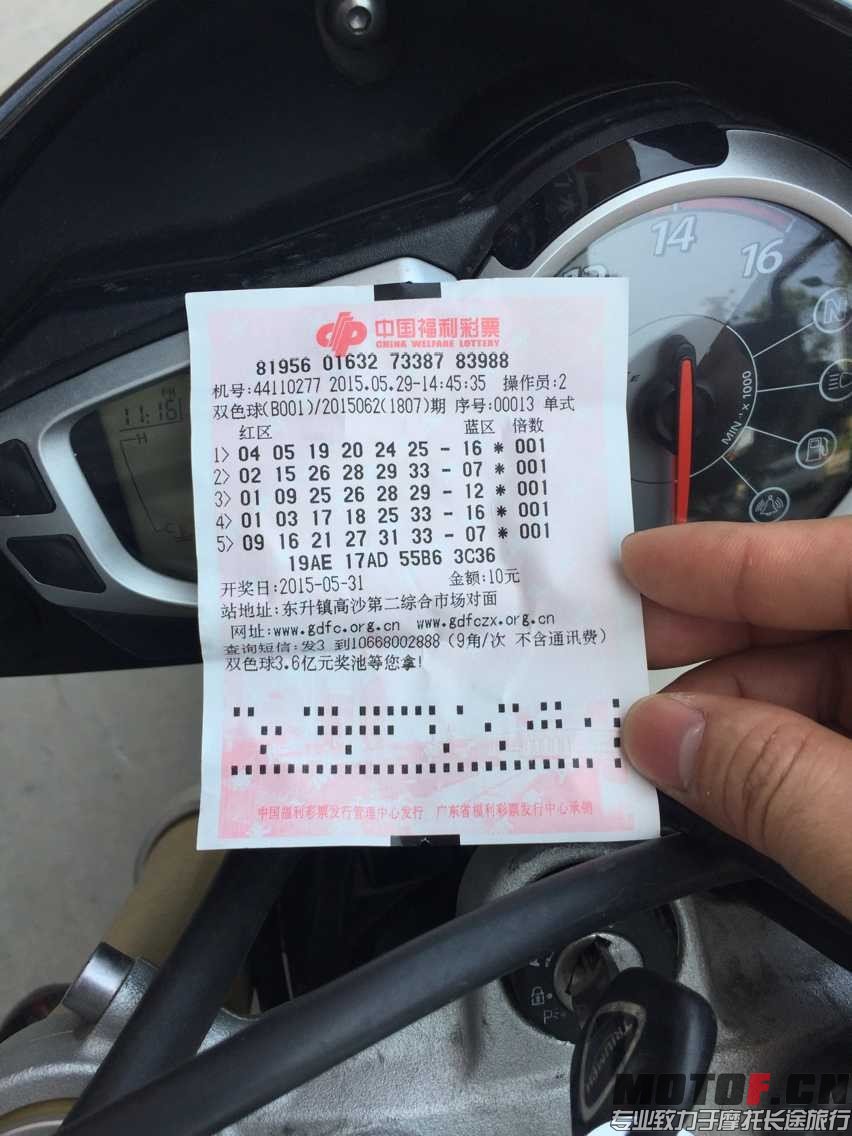 中国福利彩票
CHINA WELFARE LOTTERY
81956 01632 73387 83988
机号:44110277 2015.05.29-14:45:35 操作员:2
双色球(B001)/2015062(1807)期 序号:00013 单式
红区 蓝区 倍数
1> 04 05 19 20 24 25 - 16 * 001
2> 02 15 26 28 29 33 - 07 * 001
3> 01 09 25 26 28 29 - 12 * 001
4> 01 03 17 18 25 33 - 16 * 001
5> 09 16 21 27 31 33 - 07 * 001
19AE 17AD 55B6 3C36
开奖日:2015-05-31 金额:10元
站地址:东升镇高沙第二综合市场对面
网址:www.gdfc.org.cn www.gdfczx.org.cn
查询短信:发3 到10668002888 (9角/次 不含通讯费)
双色球3.6亿元奖池等您拿!
中国福利彩票发行管理中心发行 广东省福利彩票发行中心承销
14
16
N
MIN-1 x 1000
11:16
H
C
P
TRIUMPH
MOTOF.CN
专业致力于摩托长途旅行